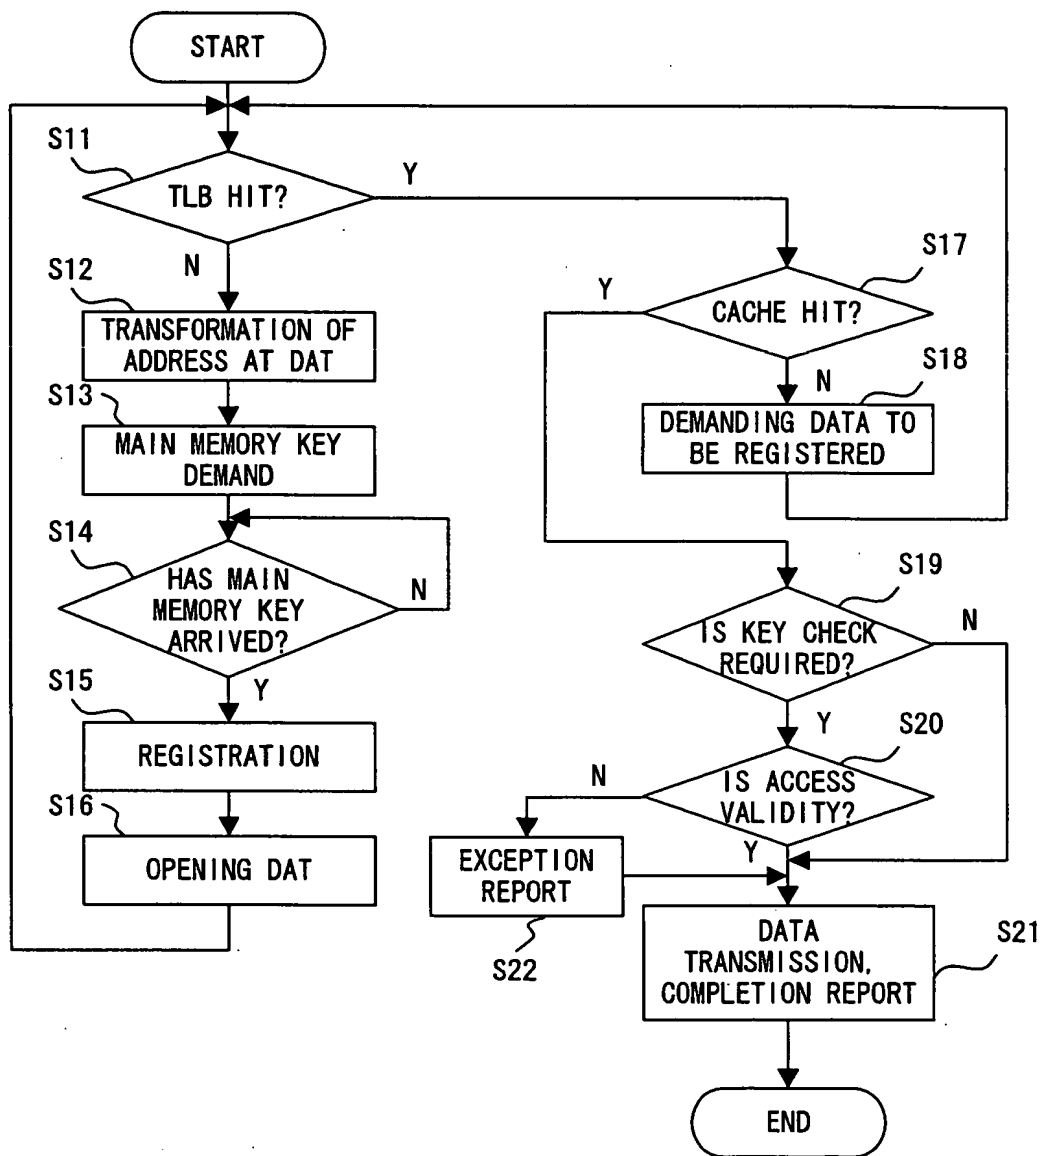 START
S11
TLB HIT?
Y
N
S12
TRANSFORMATION OF
ADDRESS AT DAT
S13
MAIN MEMORY KEY
DEMAND
S14
HAS MAIN
MEMORY KEY
ARRIVED?
N
Y
S15
REGISTRATION
S16
OPENING DAT
S17
CACHE HIT?
Y
N
S18
DEMANDING DATA TO
BE REGISTERED
S19
IS KEY CHECK
REQUIRED?
N
Y
S20
IS ACCESS
VALIDITY?
N
Y
EXCEPTION
REPORT
S22
DATA
TRANSMISSION,
COMPLETION REPORT
S21
END